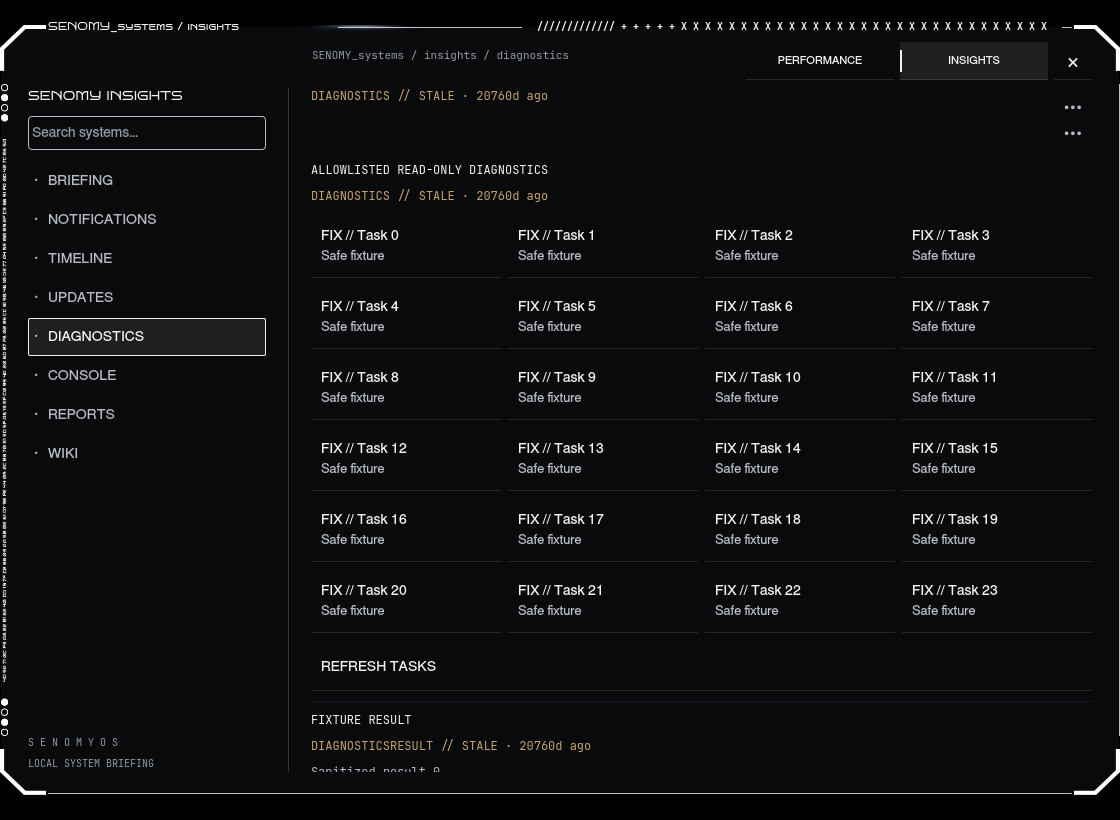 SENOMY_systems / INSIGHTS
///////////// + + + + + X X X X X X X X X X X X X X X X X X X X X X X X X X X X X X X
SENOMY_systems / insights / diagnostics
PERFORMANCE
INSIGHTS
×
SENOMY INSIGHTS
Search systems...
· BRIEFING
· NOTIFICATIONS
· TIMELINE
· UPDATES
· DIAGNOSTICS
· CONSOLE
· REPORTS
· WIKI
SENOMYOS
LOCAL SYSTEM BRIEFING
DIAGNOSTICS // STALE · 20760d ago
•••
•••
ALLOWLISTED READ-ONLY DIAGNOSTICS
DIAGNOSTICS // STALE · 20760d ago
FIX // Task 0
Safe fixture
FIX // Task 1
Safe fixture
FIX // Task 2
Safe fixture
FIX // Task 3
Safe fixture
FIX // Task 4
Safe fixture
FIX // Task 5
Safe fixture
FIX // Task 6
Safe fixture
FIX // Task 7
Safe fixture
FIX // Task 8
Safe fixture
FIX // Task 9
Safe fixture
FIX // Task 10
Safe fixture
FIX // Task 11
Safe fixture
FIX // Task 12
Safe fixture
FIX // Task 13
Safe fixture
FIX // Task 14
Safe fixture
FIX // Task 15
Safe fixture
FIX // Task 16
Safe fixture
FIX // Task 17
Safe fixture
FIX // Task 18
Safe fixture
FIX // Task 19
Safe fixture
FIX // Task 20
Safe fixture
FIX // Task 21
Safe fixture
FIX // Task 22
Safe fixture
FIX // Task 23
Safe fixture
REFRESH TASKS
FIXTURE RESULT
DIAGNOSTICSRESULT // STALE · 20760d ago
Sanitized result 0